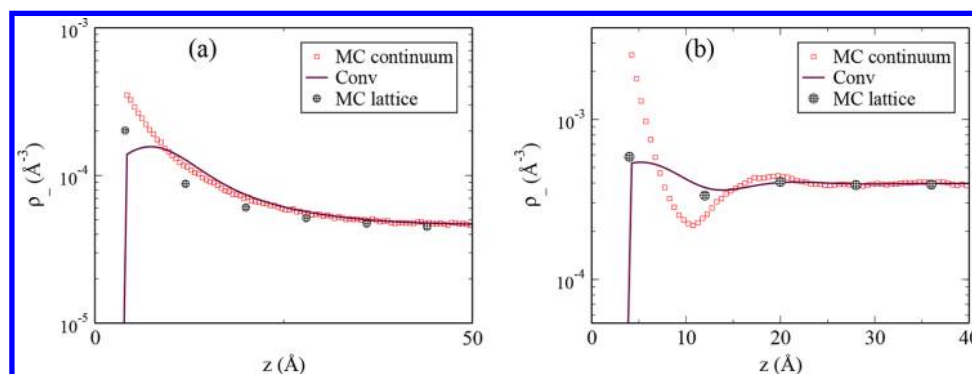 (a)
MC continuum
Conv
MC lattice
10⁻³
10⁻⁴
10⁻⁵
ρ_ (Å⁻³)
0
50
z (Å)
(b)
MC continuum
Conv
MC lattice
10⁻³
10⁻⁴
ρ_ (Å⁻³)
0 10 20 30 40
z (Å)